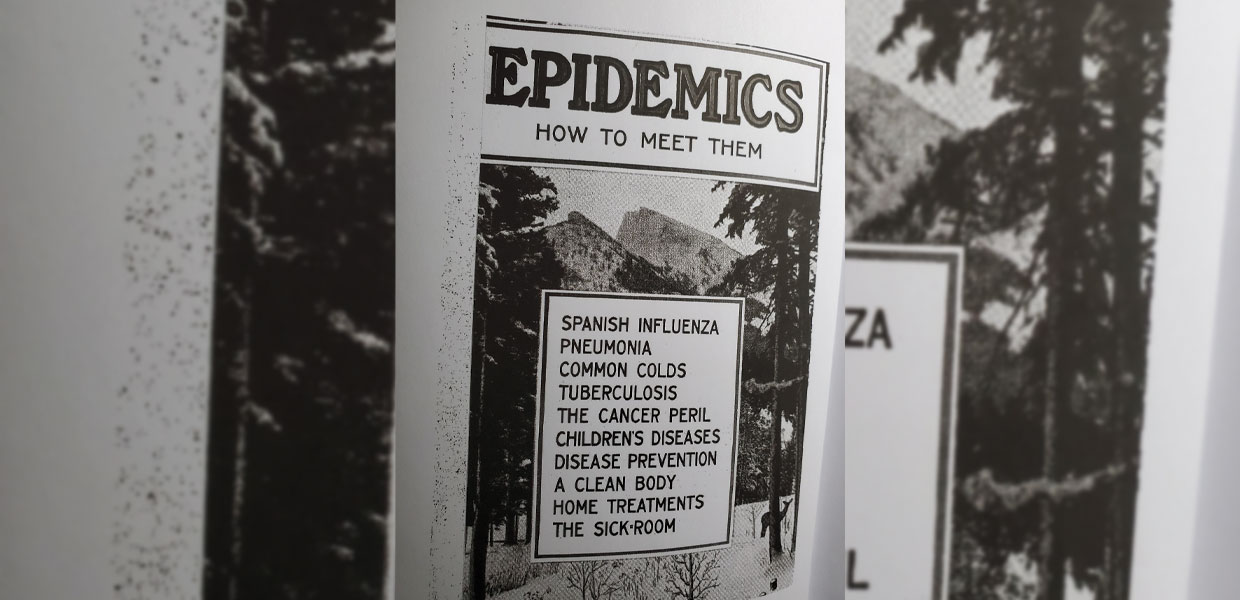 EPIDEMICS
HOW TO MEET THEM
SPANISH INFLUENZA
PNEUMONIA
COMMON COLDS
TUBERCULOSIS
THE CANCER PERIL
CHILDREN'S DISEASES
DISEASE PREVENTION
A CLEAN BODY
HOME TREATMENTS
THE SICK-ROOM
ZA
L